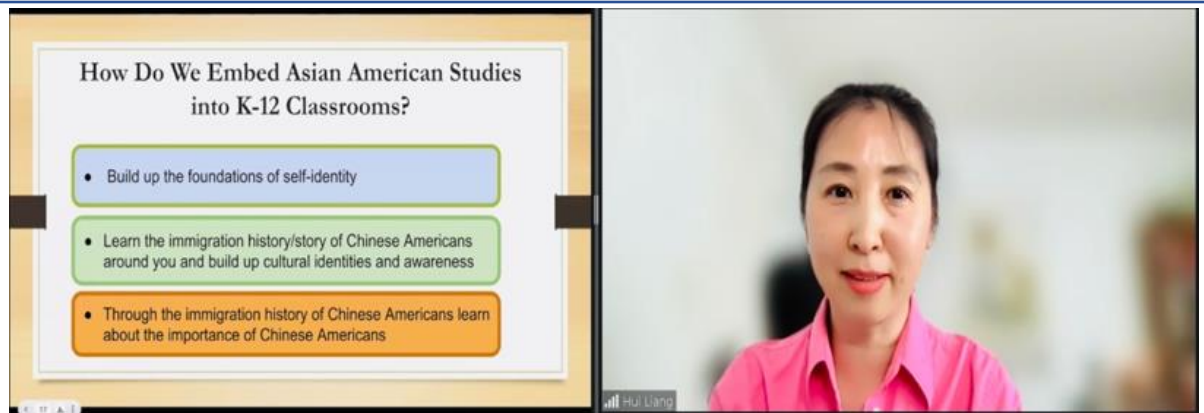 How Do We Embed Asian American Studies
into K-12 Classrooms?
• Build up the foundations of self-identity
• Learn the immigration history/story of Chinese Americans
around you and build up cultural identities and awareness
• Through the immigration history of Chinese Americans learn
about the importance of Chinese Americans
Hui Liang